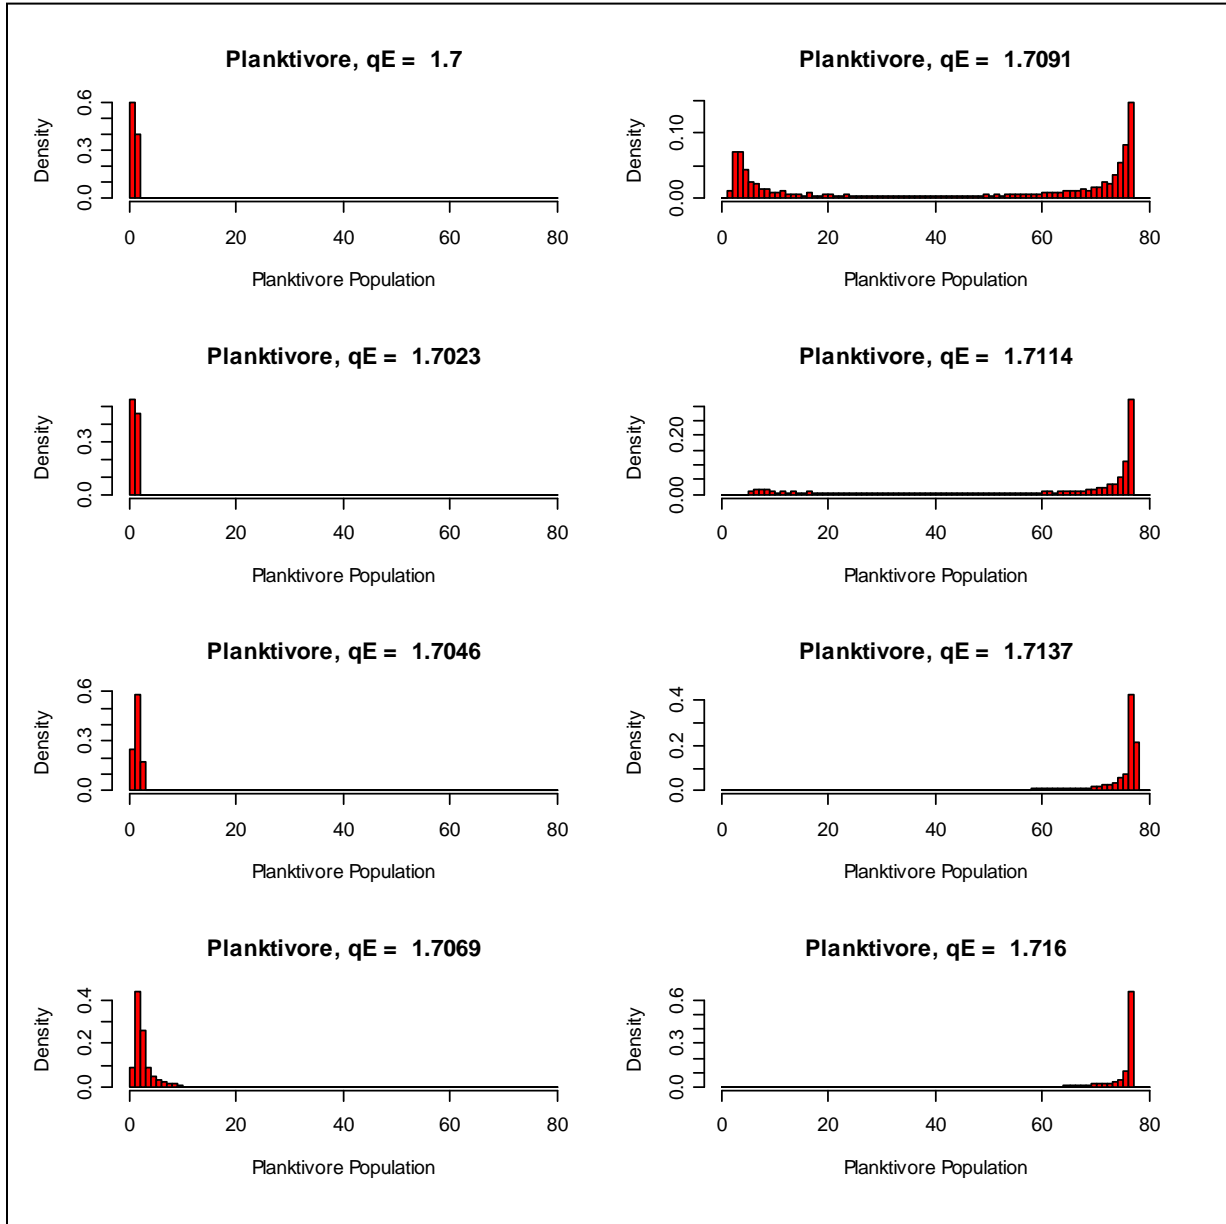 Planktivore, qE = 1.7
Density
0.0 0.3 0.6
0 20 40 60 80
Planktivore Population
Planktivore, qE = 1.7023
Density
0.0 0.3
0 20 40 60 80
Planktivore Population
Planktivore, qE = 1.7046
Density
0.0 0.3 0.6
0 20 40 60 80
Planktivore Population
Planktivore, qE = 1.7069
Density
0.0 0.2 0.4
0 20 40 60 80
Planktivore Population
Planktivore, qE = 1.7091
Density
0.00 0.10
0 20 40 60 80
Planktivore Population
Planktivore, qE = 1.7114
Density
0.00 0.20
0 20 40 60 80
Planktivore Population
Planktivore, qE = 1.7137
Density
0.0 0.2 0.4
0 20 40 60 80
Planktivore Population
Planktivore, qE = 1.716
Density
0.0 0.3 0.6
0 20 40 60 80
Planktivore Population